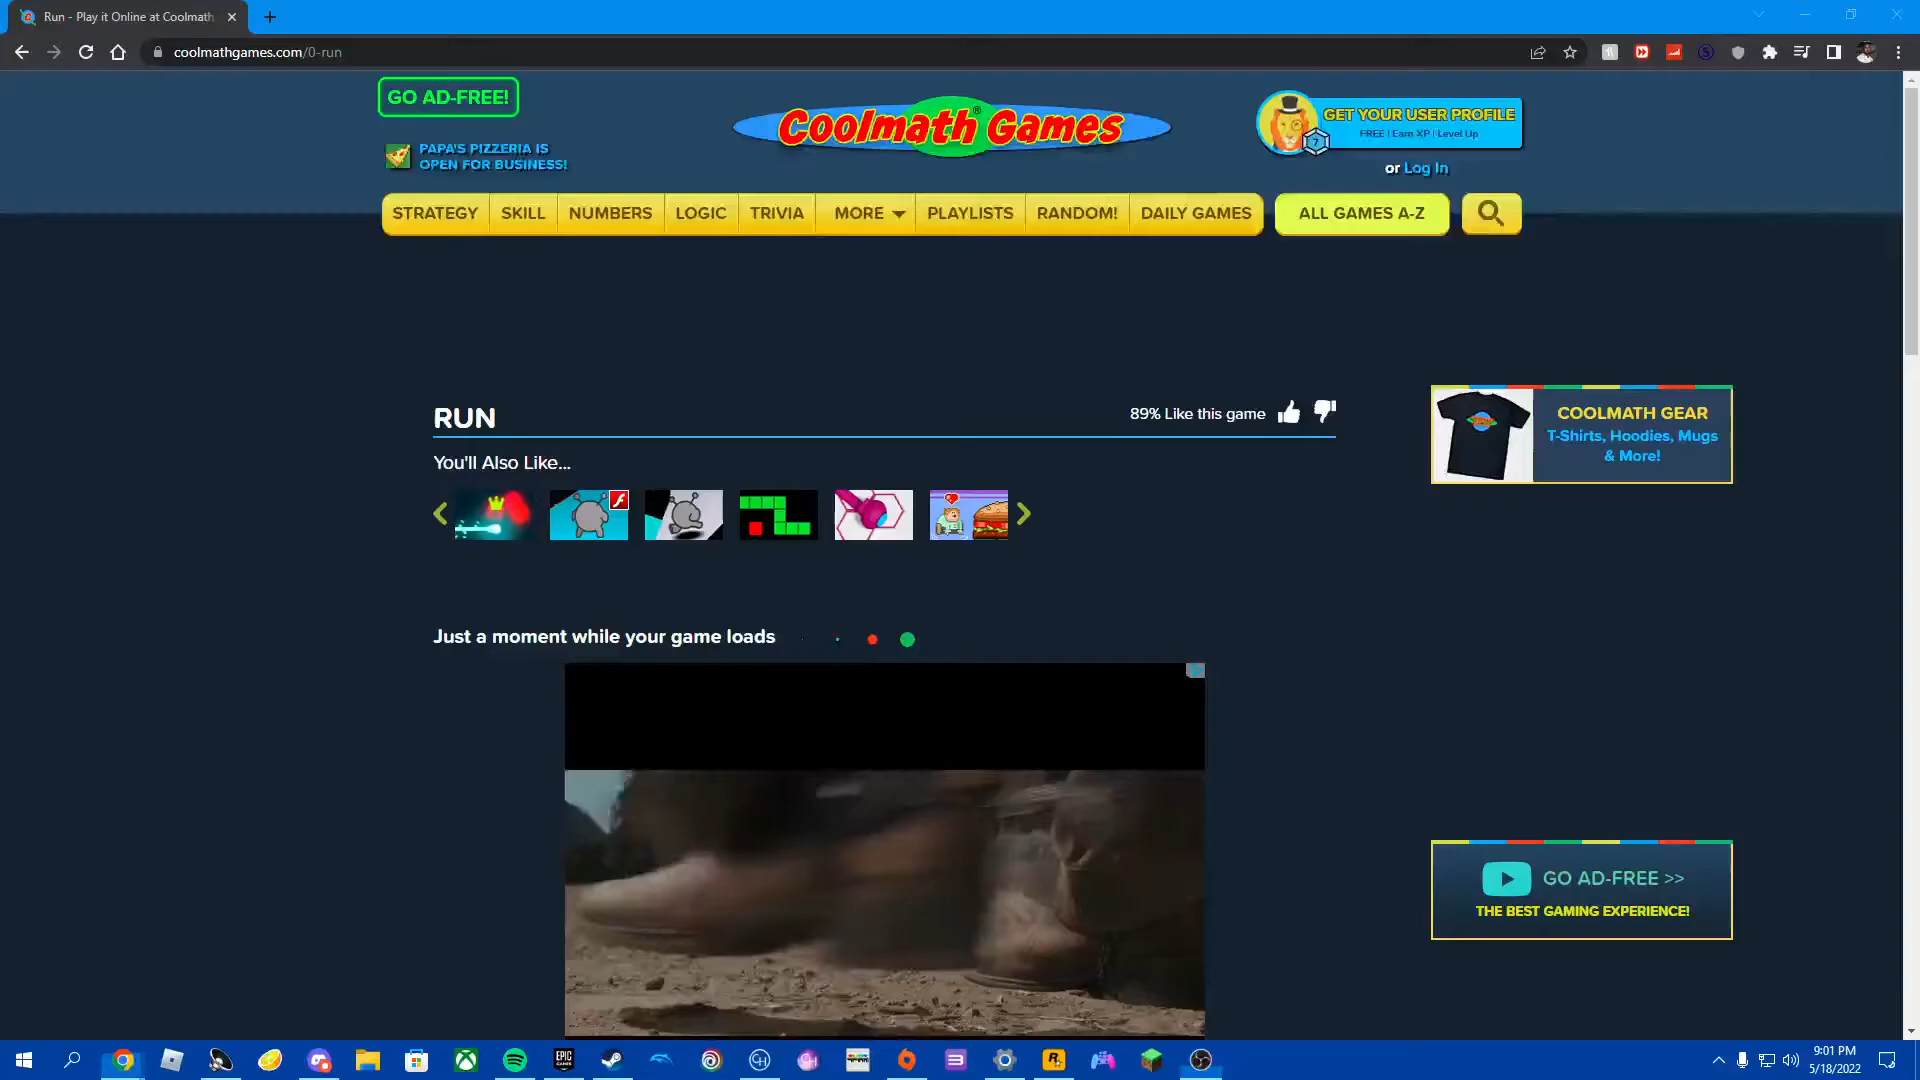 Run - Play it Online at Coolmath
coolmathgames.com/0-run
GO AD-FREE!
PAPA'S PIZZERIA IS
OPEN FOR BUSINESS!
Coolmath® Games
GET YOUR USER PROFILE
FREE | Earn XP | Level Up
7
or Log In
STRATEGY SKILL NUMBERS LOGIC TRIVIA MORE PLAYLISTS RANDOM! DAILY GAMES ALL GAMES A-Z
RUN
89% Like this game
You'll Also Like...
COOLMATH GEAR
T-Shirts, Hoodies, Mugs
& More!
Just a moment while your game loads
GO AD-FREE >>
THE BEST GAMING EXPERIENCE!
EPIC
GAMES
9:01 PM
5/18/2022